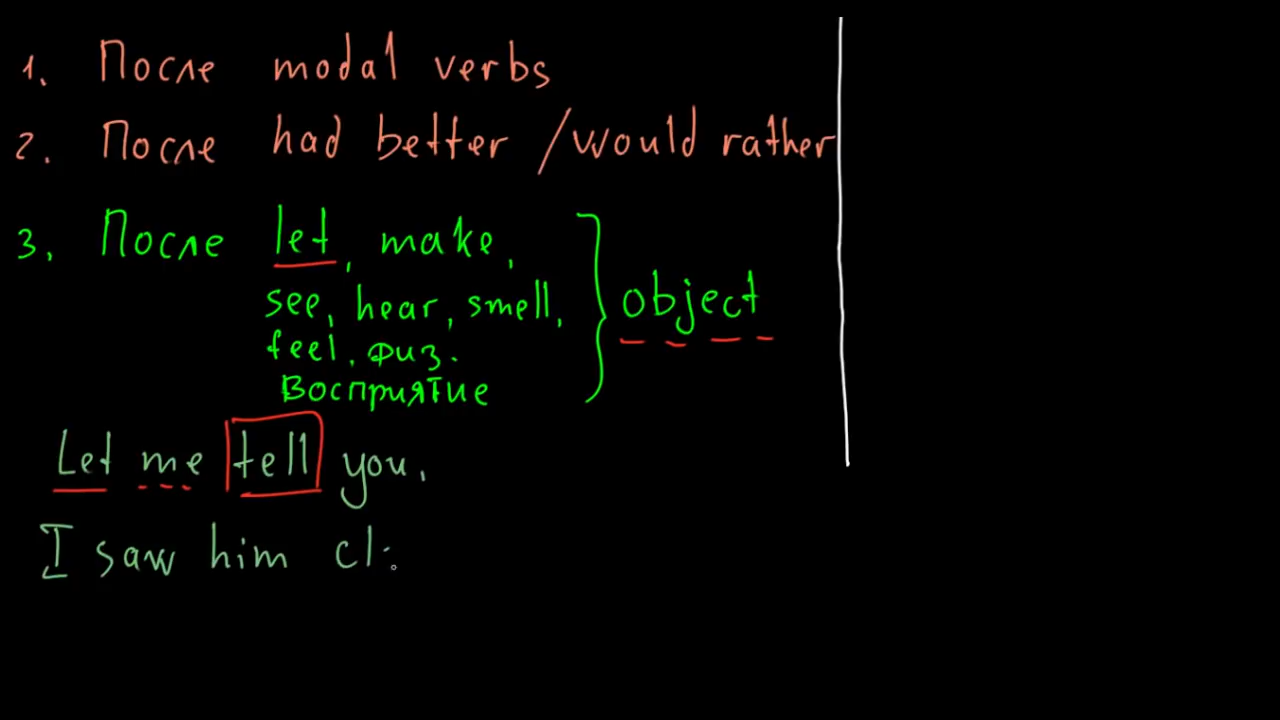 1. После modal verbs
2. После had better / would rather
3. После let, make,
see, hear, smell,
feel, физ.
Восприятие
object
Let me tell you.
I saw him